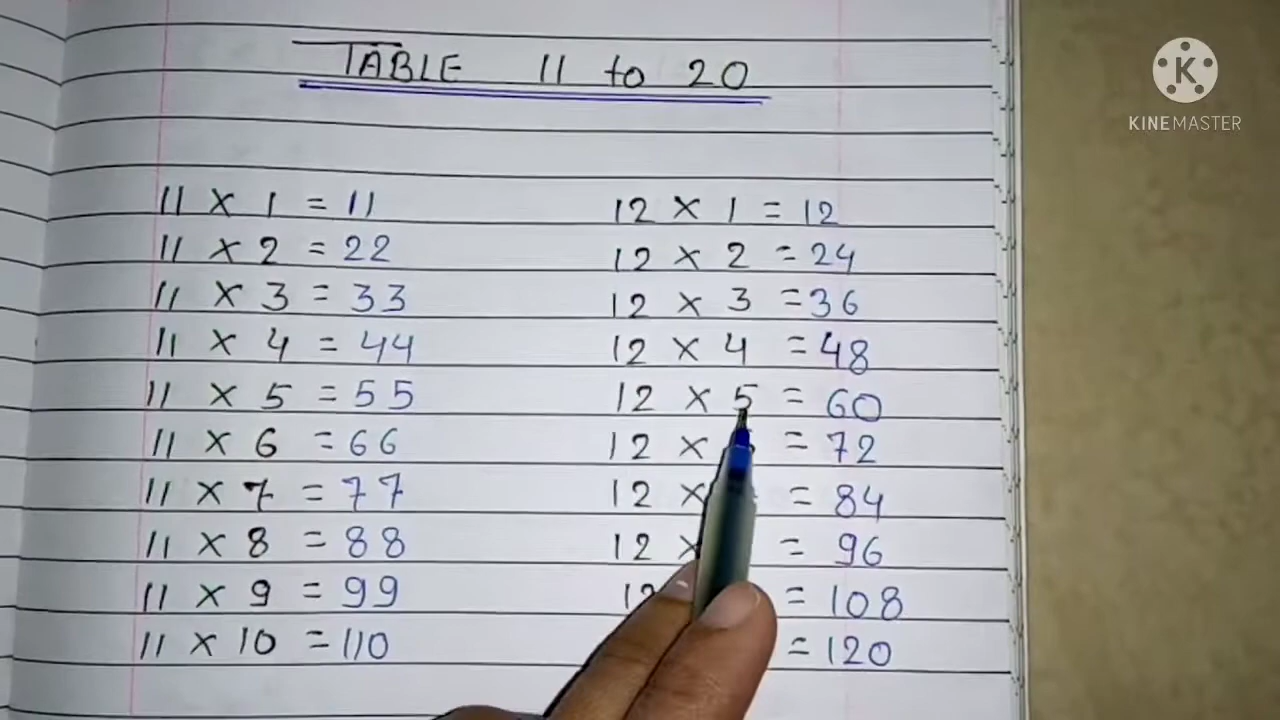 TABLE 11 to 20
K
KINEMASTER
11 × 1 = 11
11 × 2 = 22
11 × 3 = 33
11 × 4 = 44
11 × 5 = 55
11 × 6 = 66
11 × 7 = 77
11 × 8 = 88
11 × 9 = 99
11 × 10 = 110
12 × 1 = 12
12 × 2 = 24
12 × 3 = 36
12 × 4 = 48
12 × 5 = 60
12 × = 72
12 × = 84
12 × = 96
12 = 108
= 120